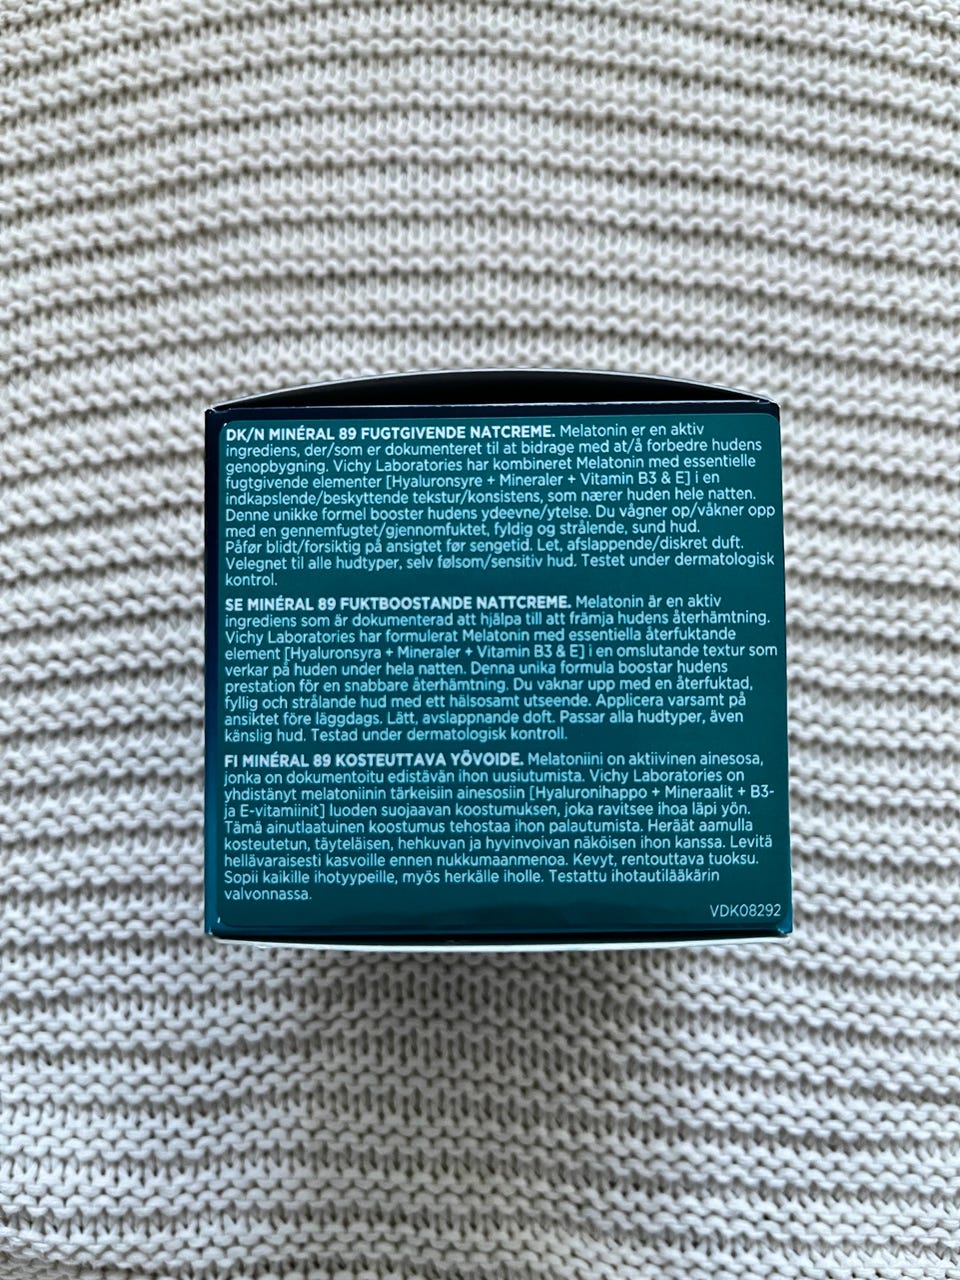 DK/N MINÉRAL 89 FUGTGIVENDE NATCREME. Melatonin er en aktiv
ingrediens, der/som er dokumenteret til at bidrage med at/å forbedre hudens
genopbygning. Vichy Laboratories har kombineret Melatonin med essentielle
fugtgivende elementer [Hyaluronsyre + Mineraler + Vitamin B3 & E] i en
indkapslende/beskyttende tekstur/konsistens, som nærer huden hele natten.
Denne unikke formel booster hudens ydeevne/ytelse. Du vågner op/våkner opp
med en gennemfugtet/gjennomfuktet, fyldig og strålende, sund hud.
Påfør blidt/forsiktig på ansigtet før sengetid. Let, afslappende/diskret duft.
Velegnet til alle hudtyper, selv følsom/sensitiv hud. Testet under dermatologisk
kontrol.
SE MINÉRAL 89 FUKTBOOSTANDE NATTCREME. Melatonin är en aktiv
ingrediens som är dokumenterad att hjälpa till att främja hudens återhämtning.
Vichy Laboratories har formulerat Melatonin med essentiella återfuktande
element [Hyaluronsyra + Mineraler + Vitamin B3 & E] i en omslutande textur som
verkar på huden under hela natten. Denna unika formula boostar hudens
prestation för en snabbare återhämtning. Du vaknar upp med en återfuktad,
fyllig och strålande hud med ett hälsosamt utseende. Applicera varsamt på
ansiktet före läggdags. Lätt, avslappnande doft. Passar alla hudtyper, även
känslig hud. Testad under dermatologisk kontroll.
FI MINÉRAL 89 KOSTEUTTAVA YÖVOIDE. Melatoniini on aktiivinen ainesosa,
jonka on dokumentoitu edistävän ihon uusiutumista. Vichy Laboratories on
yhdistänyt melatoniinin tärkeisiin ainesosiin [Hyaluronihappo + Mineraalit + B3-
ja E-vitamiinit] luoden suojaavan koostumuksen, joka ravitsee ihoa läpi yön.
Tämä ainutlaatuinen koostumus tehostaa ihon palautumista. Heräät aamulla
kosteutetun, täyteläisen, hehkuvan ja hyvinvoivan näköisen ihon kanssa. Levitä
hellävaraisesti kasvoille ennen nukkumaanmenoa. Kevyt, rentouttava tuoksu.
Sopii kaikille ihotyypeille, myös herkälle iholle. Testattu ihotautilääkärin
valvonnassa.
VDK08292